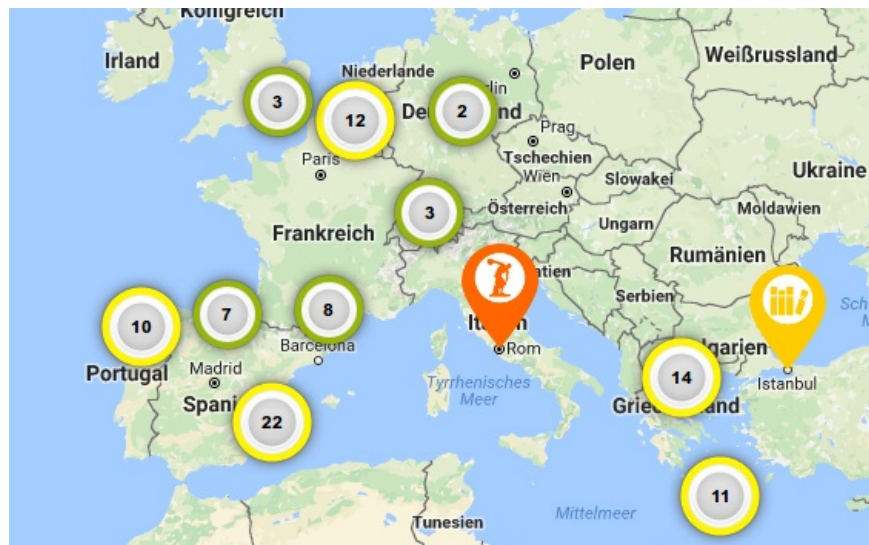 Königreich
Irland
Niederlande
Polen
Weißrussland
3
12
2
Prag
Paris
Tschechien
Wien
Slowakei
Ukraine
3
Österreich
Moldawien
Ungarn
Frankreich
Rumänien
Serbien
10
7
8
Barcelona
Rom
Istanbul
Portugal
Madrid
Tyrrhenisches
Meer
14
22
11
Mittelmeer
Tunesien